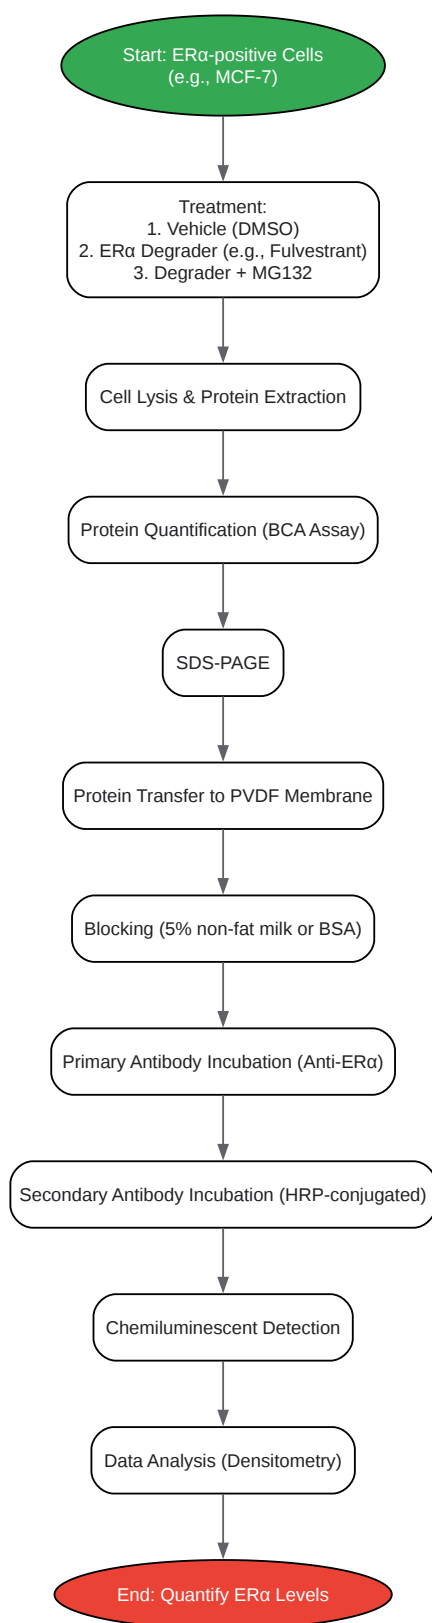 Start: ERα-positive Cells
(e.g., MCF-7)
Treatment:
1. Vehicle (DMSO)
2. ERα Degrader (e.g., Fulvestrant)
3. Degrader + MG132
Cell Lysis & Protein Extraction
Protein Quantification (BCA Assay)
SDS-PAGE
Protein Transfer to PVDF Membrane
Blocking (5% non-fat milk or BSA)
Primary Antibody Incubation (Anti-ERα)
Secondary Antibody Incubation (HRP-conjugated)
Chemiluminescent Detection
Data Analysis (Densitometry)
End: Quantify ERα Levels